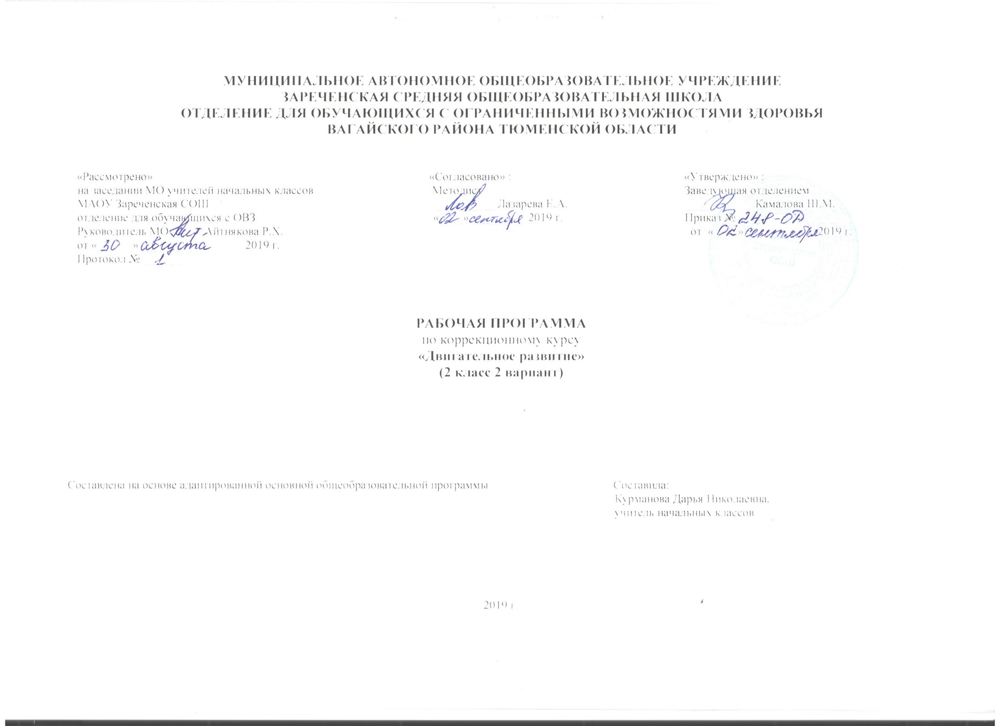 МУНИЦИПАЛЬНОЕ АВТОНОМНОЕ ОБЩЕОБРАЗОВАТЕЛЬНОЕ УЧРЕЖДЕНИЕ
ЗАРЕЧЕНСКАЯ СРЕДНЯЯ ОБЩЕОБРАЗОВАТЕЛЬНАЯ ШКОЛА
ОТДЕЛЕНИЕ ДЛЯ ОБУЧАЮЩИХСЯ С ОГРАНИЧЕННЫМИ ВОЗМОЖНОСТЯМИ ЗДОРОВЬЯ
ВАГАЙСКОГО РАЙОНА ТЮМЕНСКОЙ ОБЛАСТИ
«Рассмотрено»
на заседании МО учителей начальных классов
МАОУ Зареченская СОШ
отделение для обучающихся с ОВЗ
Руководитель МО Айтнякова Р.Х.
от « 30 » августа 2019 г.
Протокол № 1
«Согласовано» :
Методист
Лазарева Е.А.
«02 » сентября 2019 г.
«Утверждено» :
Заведующая отделением
Камалова Ш.М.
Приказ № 248-ОД
от « 02 » сентября 2019 г.
Зареченская
СОШ
РАБОЧАЯ ПРОГРАММА
по коррекционному курсу
«Двигательное развитие»
(2 класс 2 вариант)
Составлена на основе адаптированной основной общеобразовательной программы
Составила:
Курманова Дарья Николаевна,
учитель начальных классов
2019 г